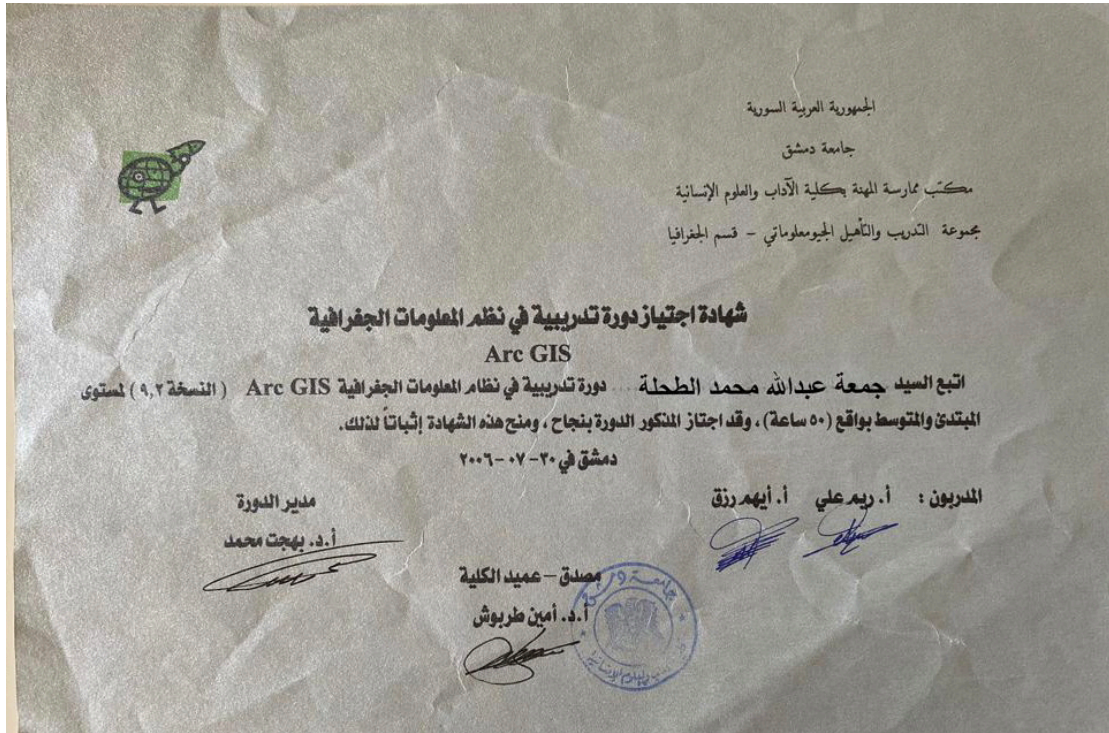 الجمهورية العربية السورية
جامعة دمشق
مكتب ممارسة المهنة بكلية الآداب والعلوم الإنسانية
مجموعة التدريب والتأهيل الجيومعلوماتي - قسم الجغرافيا
شهادة اجتياز دورة تدريبية في نظم المعلومات الجغرافية
Arc GIS
اتبع السيد جمعة عبدالله محمد الطحلة .... دورة تدريبية في نظام المعلومات الجغرافية Arc GIS ( النسخة ٩,٢ ) لمستوى
المبتدئ والمتوسط بواقع (٥٠ ساعة) ، وقد اجتاز المذكور الدورة بنجاح ، ومنح هذه الشهادة إثباتاً لذلك.
دمشق في ٣٠-٠٧-٢٠٠٦
المدربون : أ. ريم علي أ. أيهم رزق
مدير الدورة
أ.د. بهجت محمد
مصدق - عميد الكلية
أ.د. أمين طربوش
جامعة دمشق